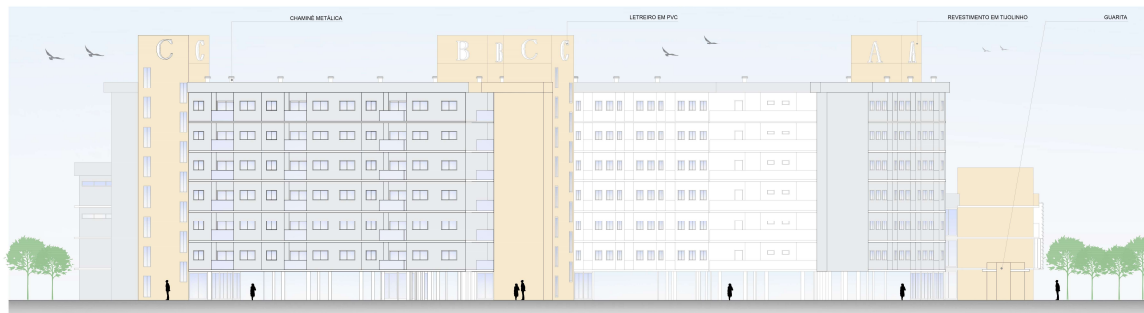 CHAMINÉ METÁLICA
LETREIRO EM PVC
REVESTIMENTO EM TIJOLINHO
GUARITA
C C
B C C
A